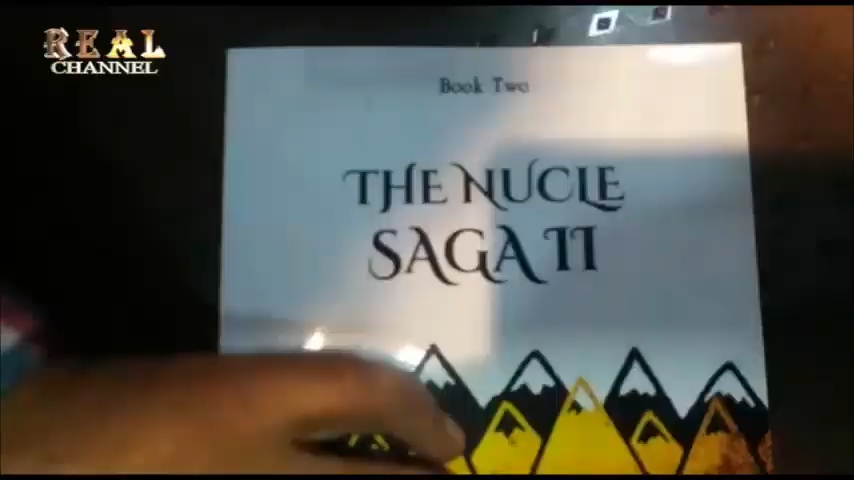 REAL
CHANNEL
Book Two
THE NUCLE
SAGA II